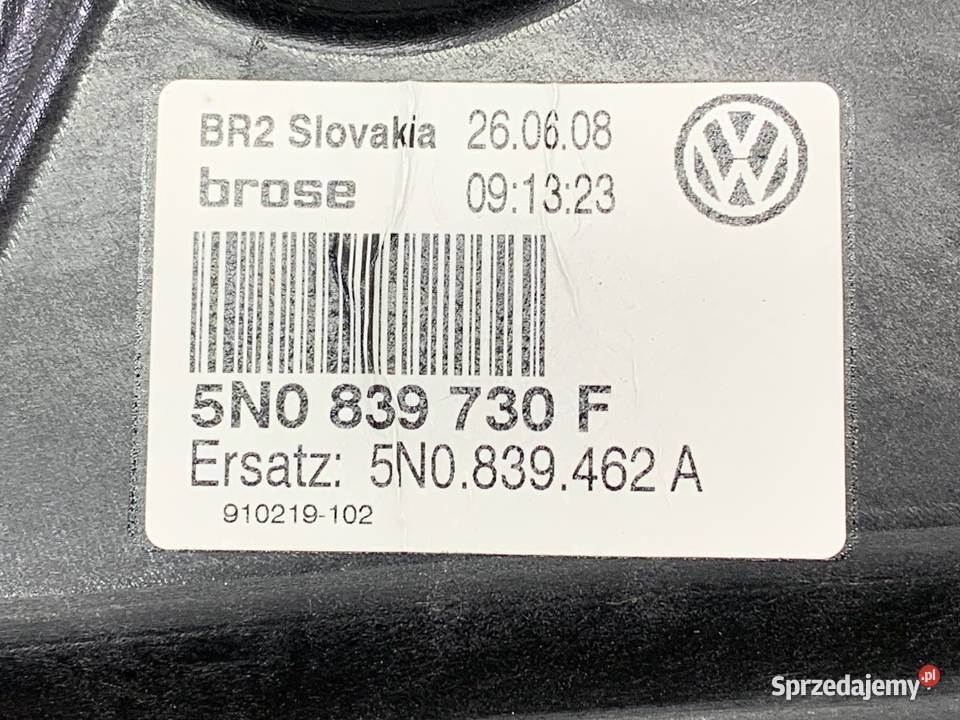 BR2 Slovakia 26.06.08
brose 09:13:23
5N0 839 730 F
Ersatz: 5N0.839.462 A
910219-102
Sprzedajemy.pl